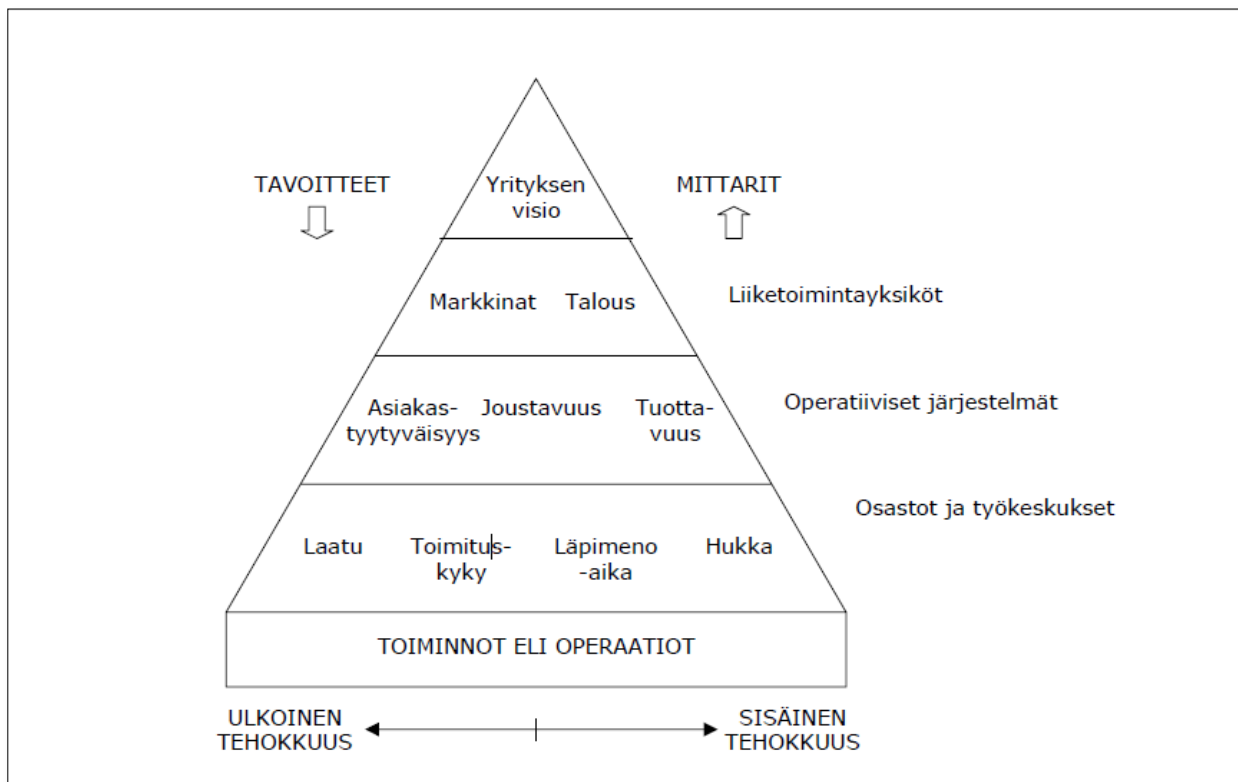 TAVOITTEET
Yrityksen
visio
MITTARIT
Markkinat Talous
Liiketoimintayksiköt
Asiakas-
tyytyväisyys
Joustavuus
Tuotta-
vuus
Operatiiviset järjestelmät
Osastot ja työkeskukset
Laatu
Toimitus-
kyky
Läpimeno
-aika
Hukka
TOIMINNOT ELI OPERAATIOT
ULKOINEN
TEHOKKUUS
SISÄINEN
TEHOKKUUS